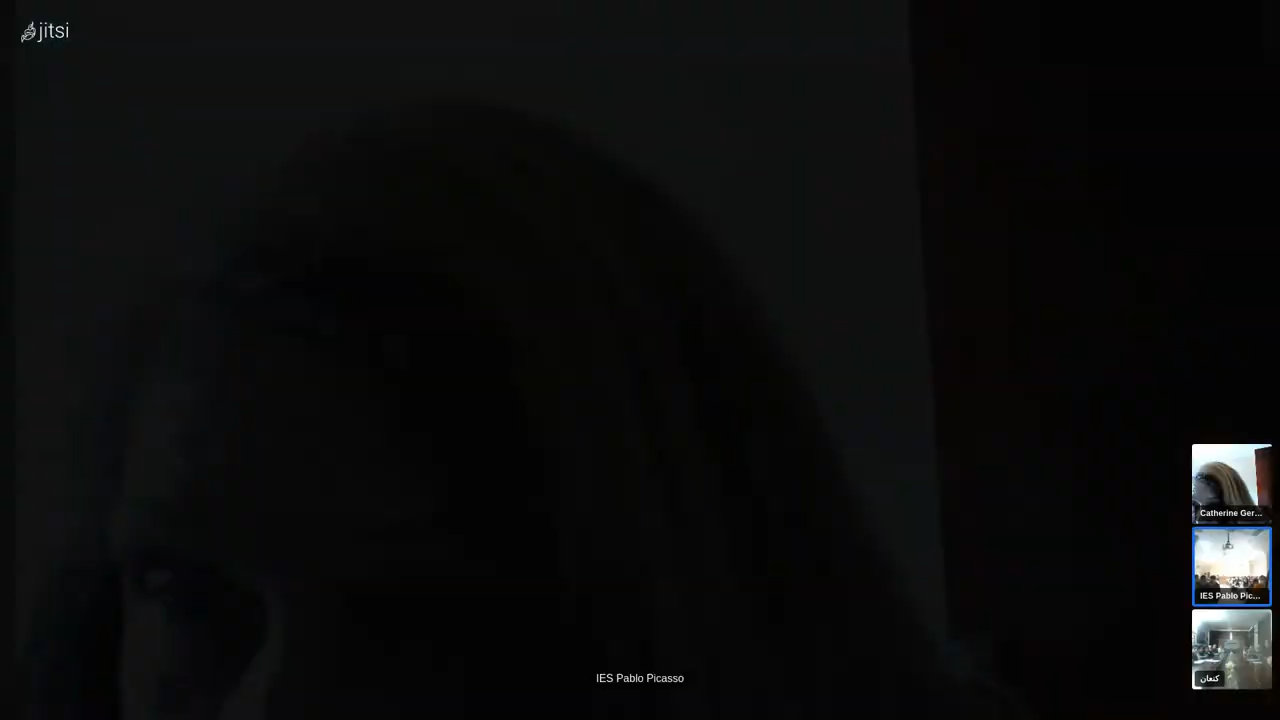 jitsi
Catherine Ger...
IES Pablo Pic...
كنعان
IES Pablo Picasso